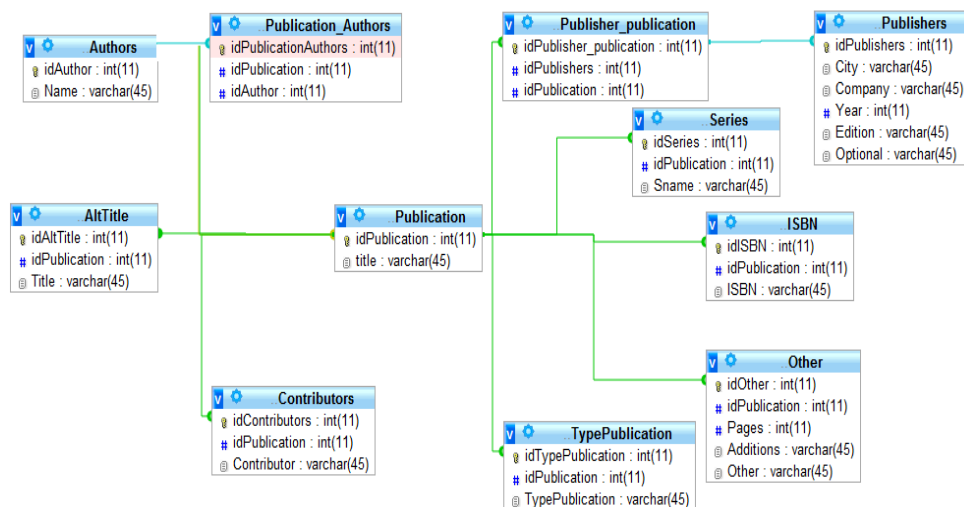 ..Authors
idAuthor : int(11)
Name : varchar(45)
..Publication_Authors
idPublicationAuthors : int(11)
idPublication : int(11)
idAuthor : int(11)
..Publisher_publication
idPublisher_publication : int(11)
idPublishers : int(11)
idPublication : int(11)
..Publishers
idPublishers : int(11)
City : varchar(45)
Company : varchar(45)
Year : int(11)
Edition : varchar(45)
Optional : varchar(45)
..Series
idSeries : int(11)
idPublication : int(11)
Sname : varchar(45)
..AltTitle
idAltTitle : int(11)
idPublication : int(11)
Title : varchar(45)
..Publication
idPublication : int(11)
title : varchar(45)
..ISBN
idISBN : int(11)
idPublication : int(11)
ISBN : varchar(45)
..Contributors
idContributors : int(11)
idPublication : int(11)
Contributor : varchar(45)
..TypePublication
idTypePublication : int(11)
idPublication : int(11)
TypePublication : varchar(45)
..Other
idOther : int(11)
idPublication : int(11)
Pages : int(11)
Additions : varchar(45)
Other : varchar(45)